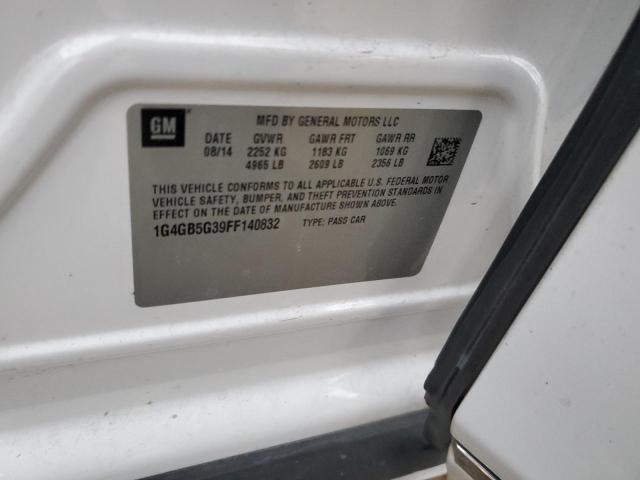 GM
MFD BY GENERAL MOTORS LLC
DATE GVWR GAWR FRT GAWR RR
08/14 2252 KG 1183 KG 1069 KG
4965 LB 2609 LB 2356 LB
THIS VEHICLE CONFORMS TO ALL APPLICABLE U.S. FEDERAL MOTOR
VEHICLE SAFETY, BUMPER, AND THEFT PREVENTION STANDARDS IN
EFFECT ON THE DATE OF MANUFACTURE SHOWN ABOVE.
1G4GB5G39FF140832 TYPE: PASS CAR